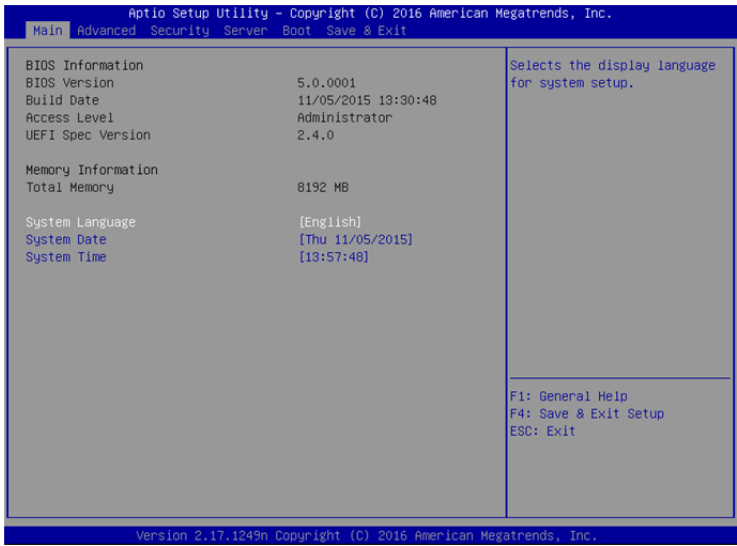 Aptio Setup Utility – Copyright (C) 2016 American Megatrends, Inc.
Main Advanced Security Server Boot Save & Exit
BIOS Information
BIOS Version 5.0.0001
Build Date 11/05/2015 13:30:48
Access Level Administrator
UEFI Spec Version 2.4.0
Memory Information
Total Memory 8192 MB
System Language [English]
System Date [Thu 11/05/2015]
System Time [13:57:48]
Selects the display language
for system setup.
F1: General Help
F4: Save & Exit Setup
ESC: Exit
Version 2.17.1249n Copyright (C) 2016 American Megatrends, Inc.